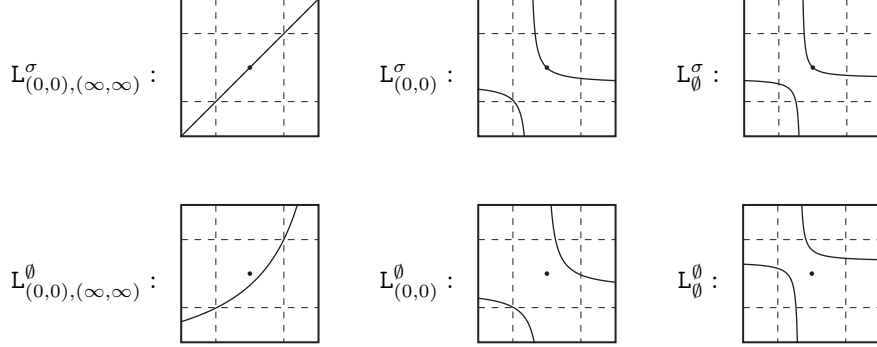 L^σ_{(0,0),(∞,∞)} : L^σ_{(0,0)} : L^σ_∅ :
L^∅_{(0,0),(∞,∞)} : L^∅_{(0,0)} : L^∅_∅ :